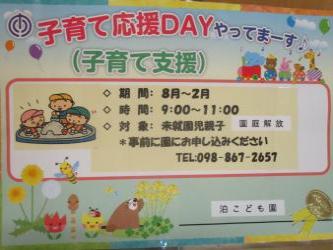 子育て応援DAYやってまーす♪
(子育て支援)
◇ 期 間: 8月～2月
◇ 時 間: 9:00～11:00
◇ 対 象: 未就園児親子 園庭解放
＊事前に園にお申し込みください
TEL:098-867-2657
泊こども園